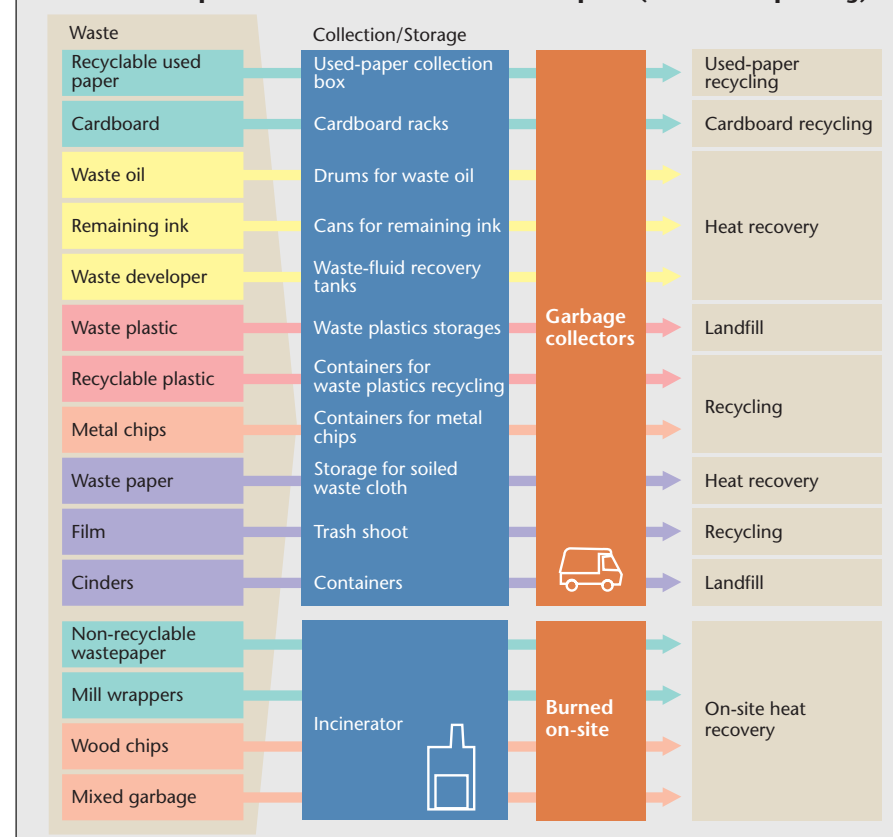 Waste
Collection/Storage
Recyclable used
paper
Used-paper collection
box
Used-paper
recycling
Cardboard
Cardboard racks
Cardboard recycling
Waste oil
Drums for waste oil
Remaining ink
Cans for remaining ink
Heat recovery
Waste developer
Waste-fluid recovery
tanks
Waste plastic
Waste plastics storages
Garbage
collectors
Landfill
Recyclable plastic
Containers for
waste plastics recycling
Recycling
Metal chips
Containers for metal
chips
Waste paper
Storage for soiled
waste cloth
Heat recovery
Film
Trash shoot
Recycling
Cinders
Containers
Landfill
Non-recyclable
wastepaper
Mill wrappers
Incinerator
Burned
on-site
On-site heat
recovery
Wood chips
Mixed garbage